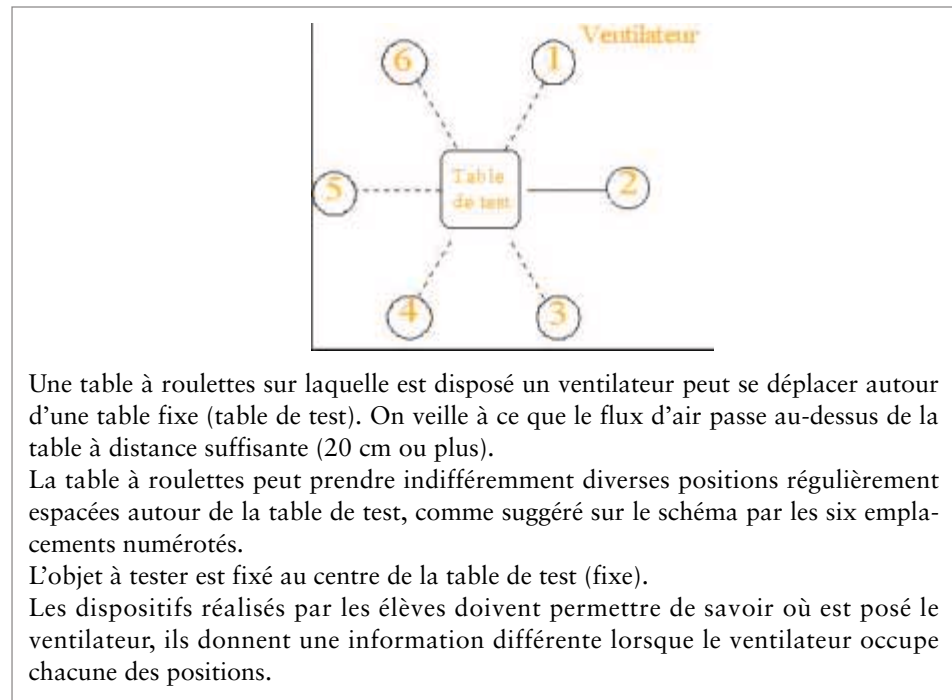 Ventilateur
6
1
Table
de test
5
2
4
3
Une table à roulettes sur laquelle est disposé un ventilateur peut se déplacer autour
d'une table fixe (table de test). On veille à ce que le flux d'air passe au-dessus de la
table à distance suffisante (20 cm ou plus).
La table à roulettes peut prendre indifféremment diverses positions régulièrement
espacées autour de la table de test, comme suggéré sur le schéma par les six empla-
cements numérotés.
L'objet à tester est fixé au centre de la table de test (fixe).
Les dispositifs réalisés par les élèves doivent permettre de savoir où est posé le
ventilateur, ils donnent une information différente lorsque le ventilateur occupe
chacune des positions.